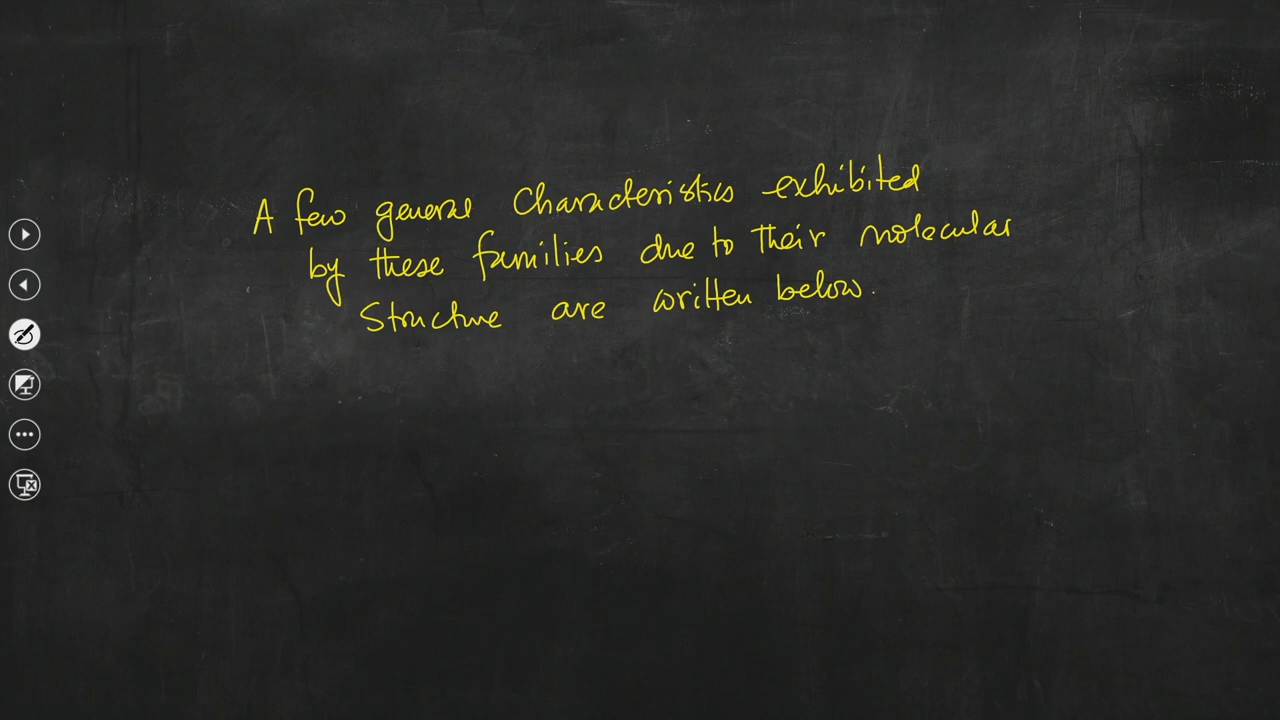 A few general characteristics exhibited
by these families due to their molecular
structure are written below.